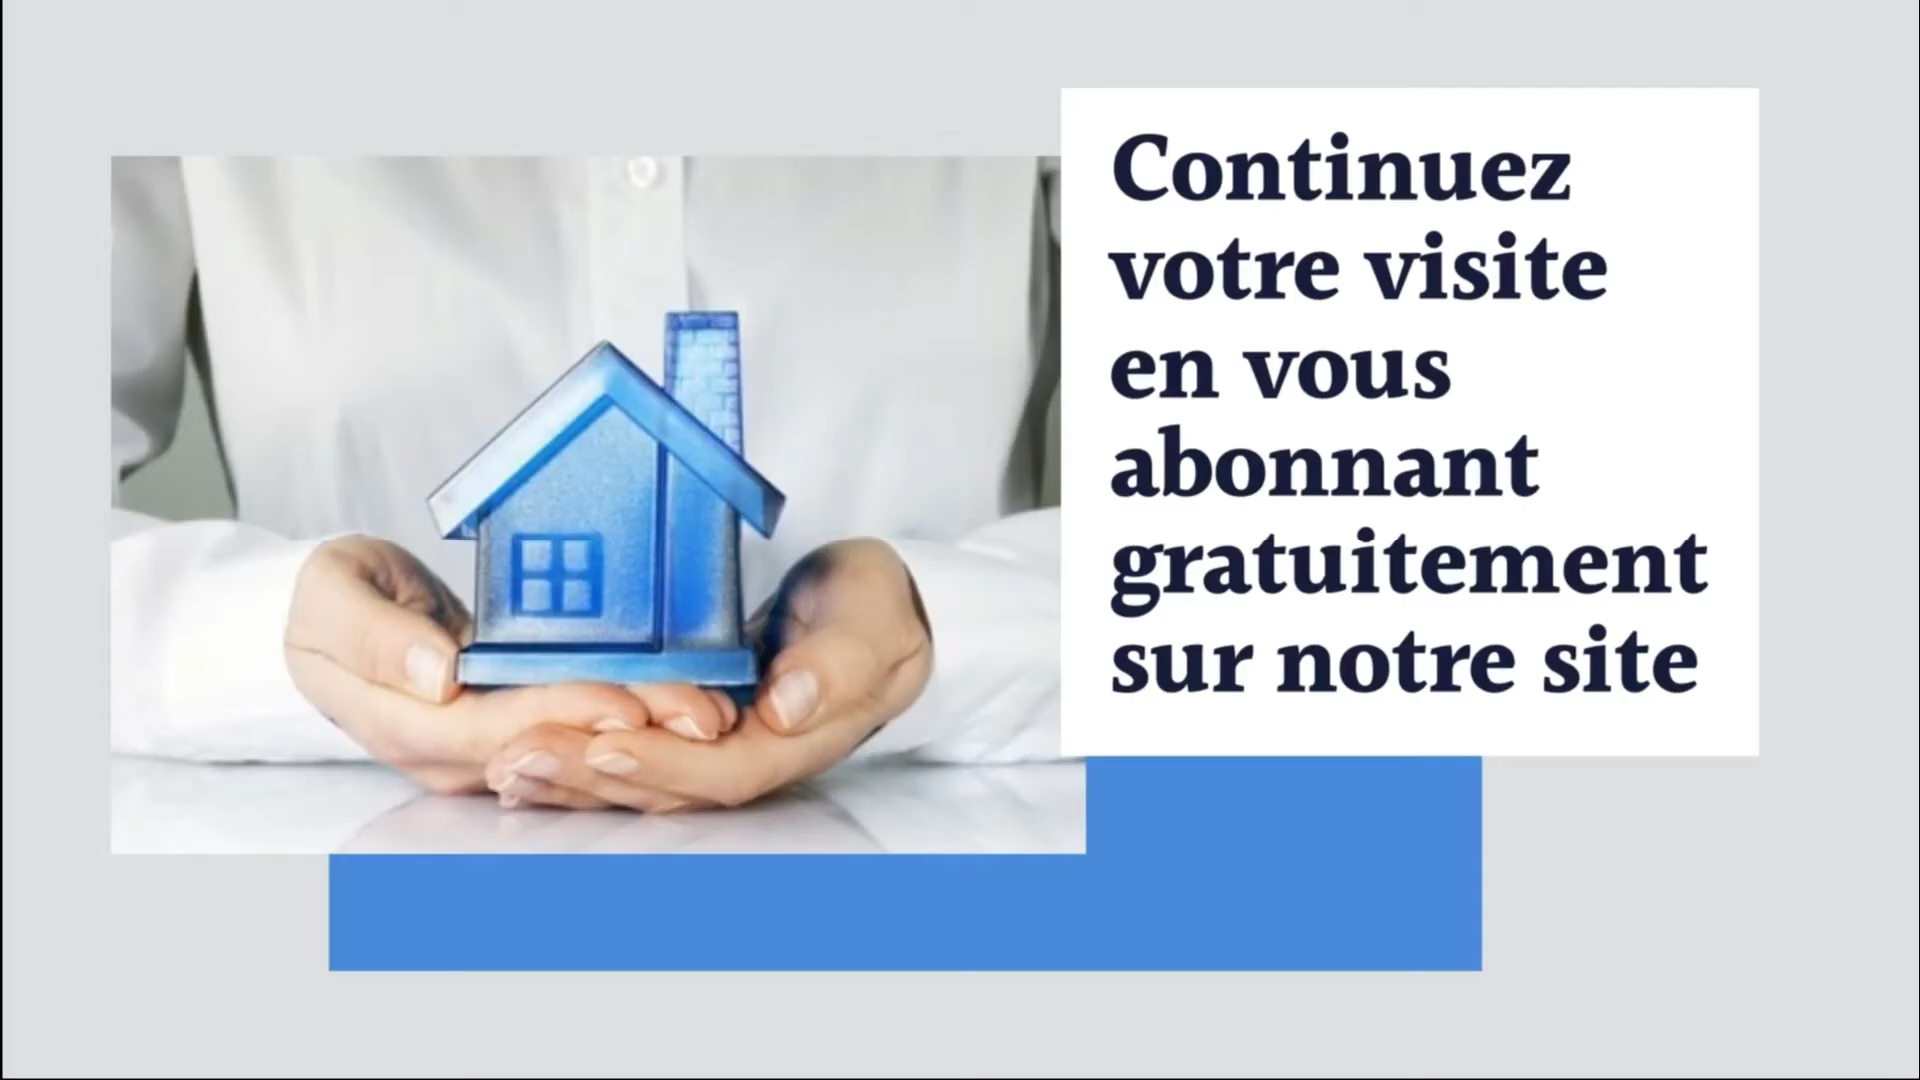 Continuez
votre visite
en vous
abonnant
gratuitement
sur notre site